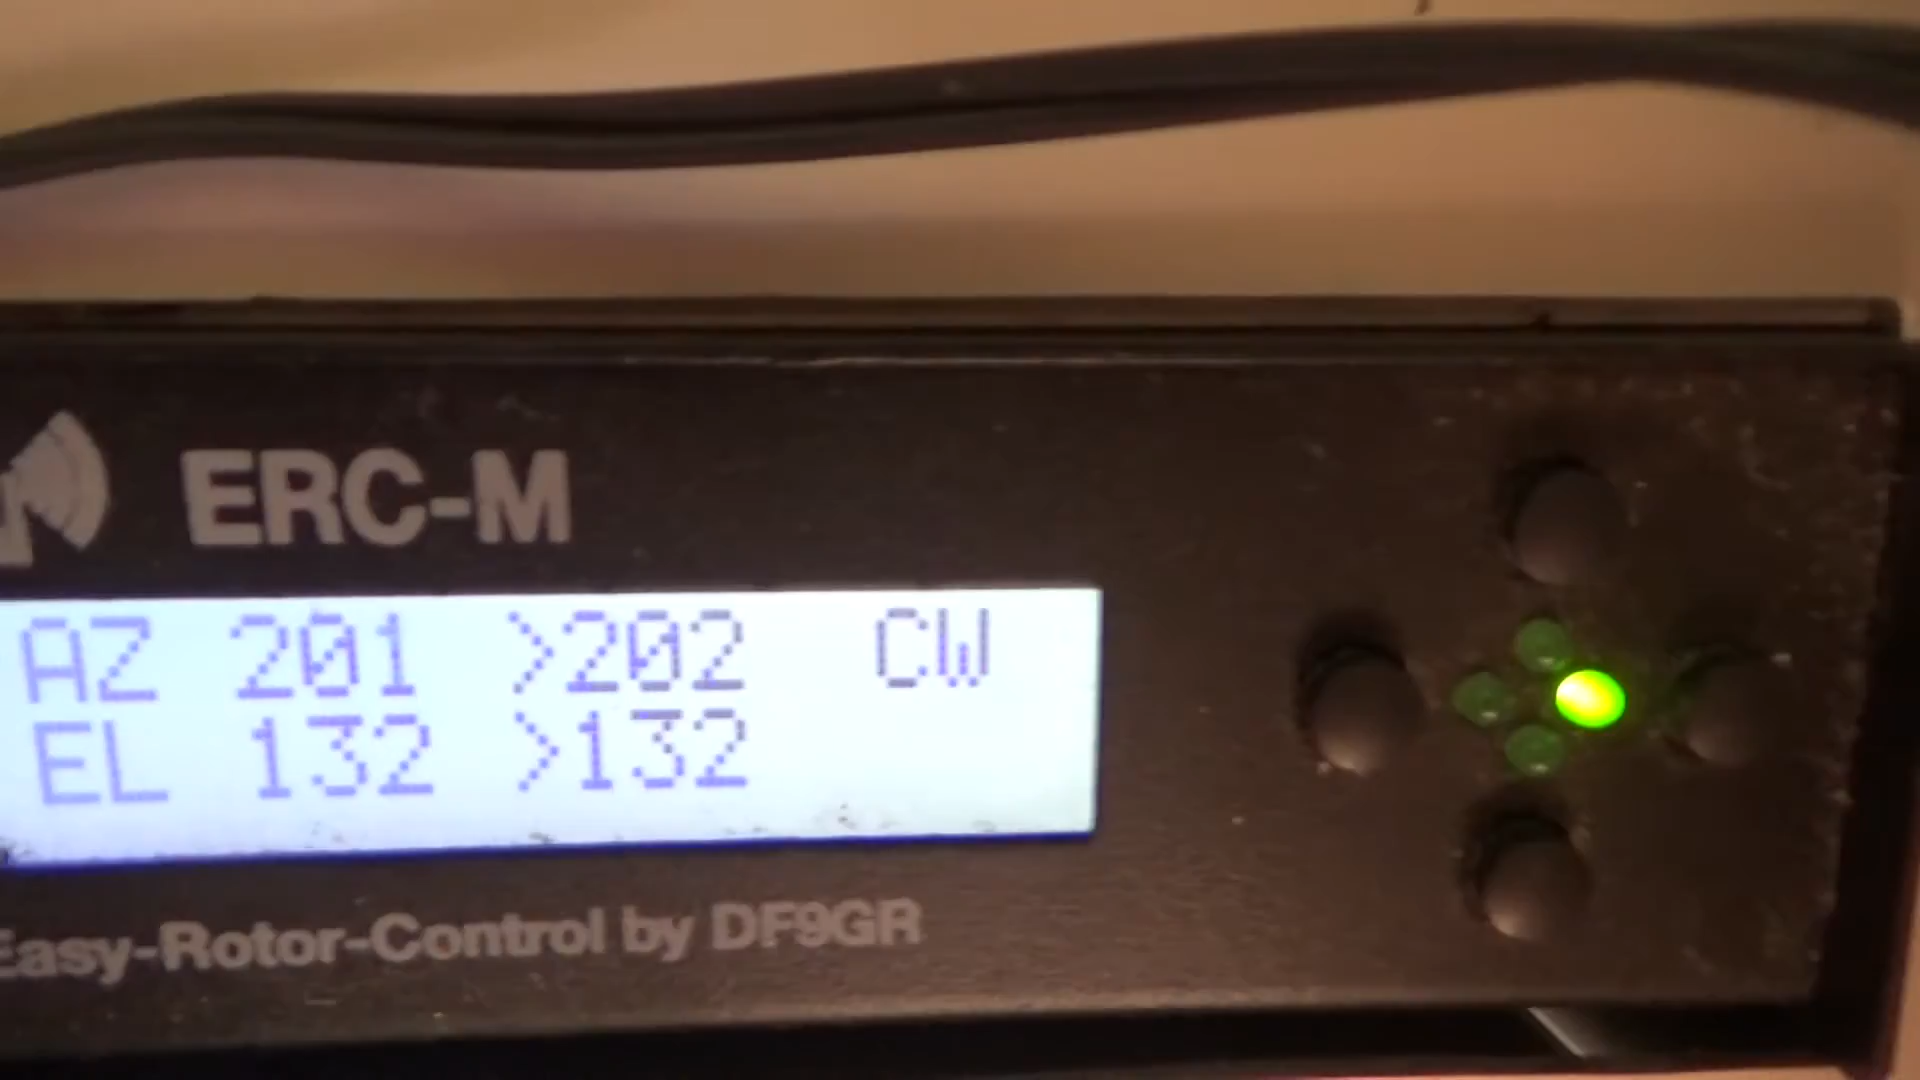 ERC-M
AZ 201 >202 CW
EL 132 >132
Easy-Rotor-Control by DF9GR